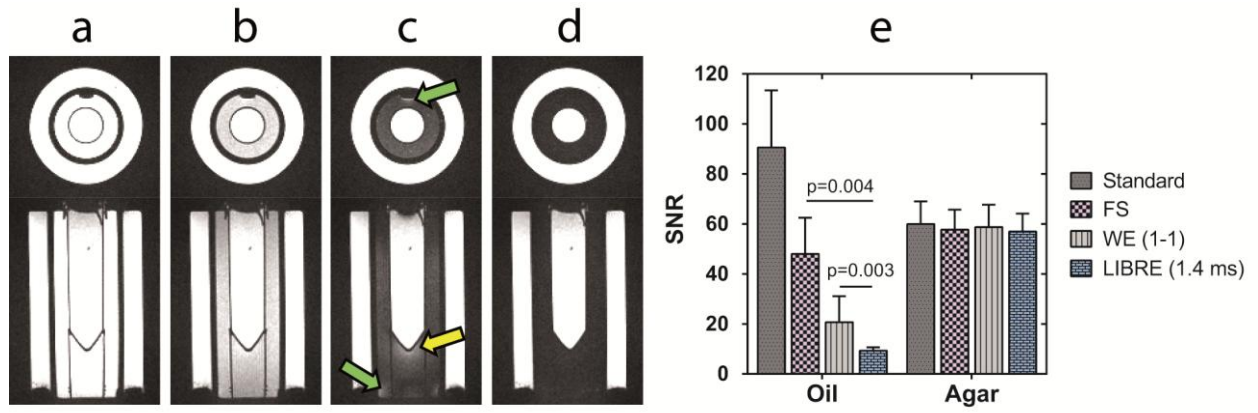 a b c d e
120
100
80
60
40
20
0
SNR
p=0.004
p=0.003
Oil Agar
Standard
FS
WE (1-1)
LIBRE (1.4 ms)